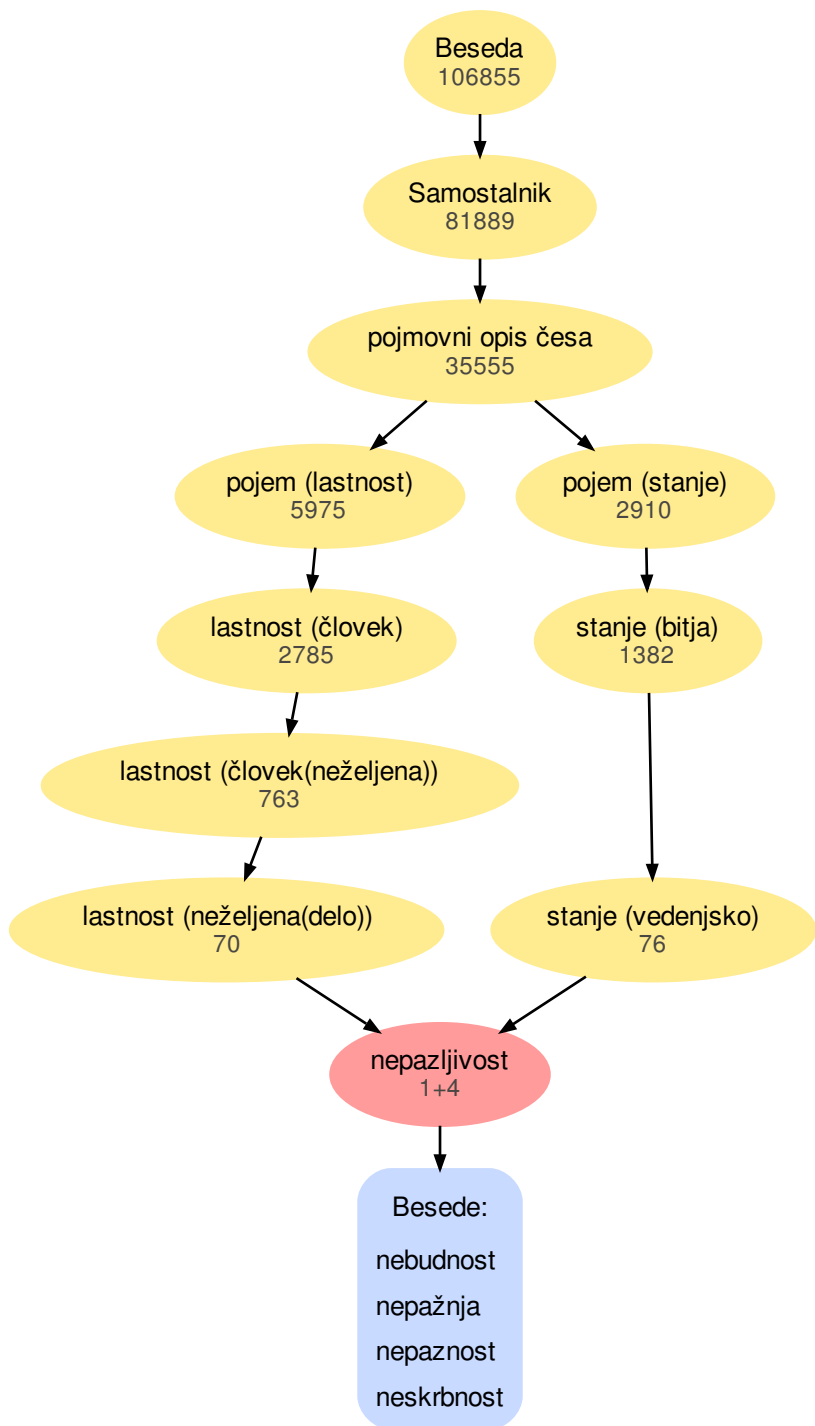 Beseda
106855
Samostalnik
81889
pojmovni opis česa
35555
pojem (lastnost)
5975
pojem (stanje)
2910
lastnost (človek)
2785
stanje (bitja)
1382
lastnost (človek(neželjena))
763
lastnost (neželjena(delo))
70
stanje (vedenjsko)
76
nepazljivost
1+4
Besede:
nebudnost
nepažnja
nepaznost
neskrbnost